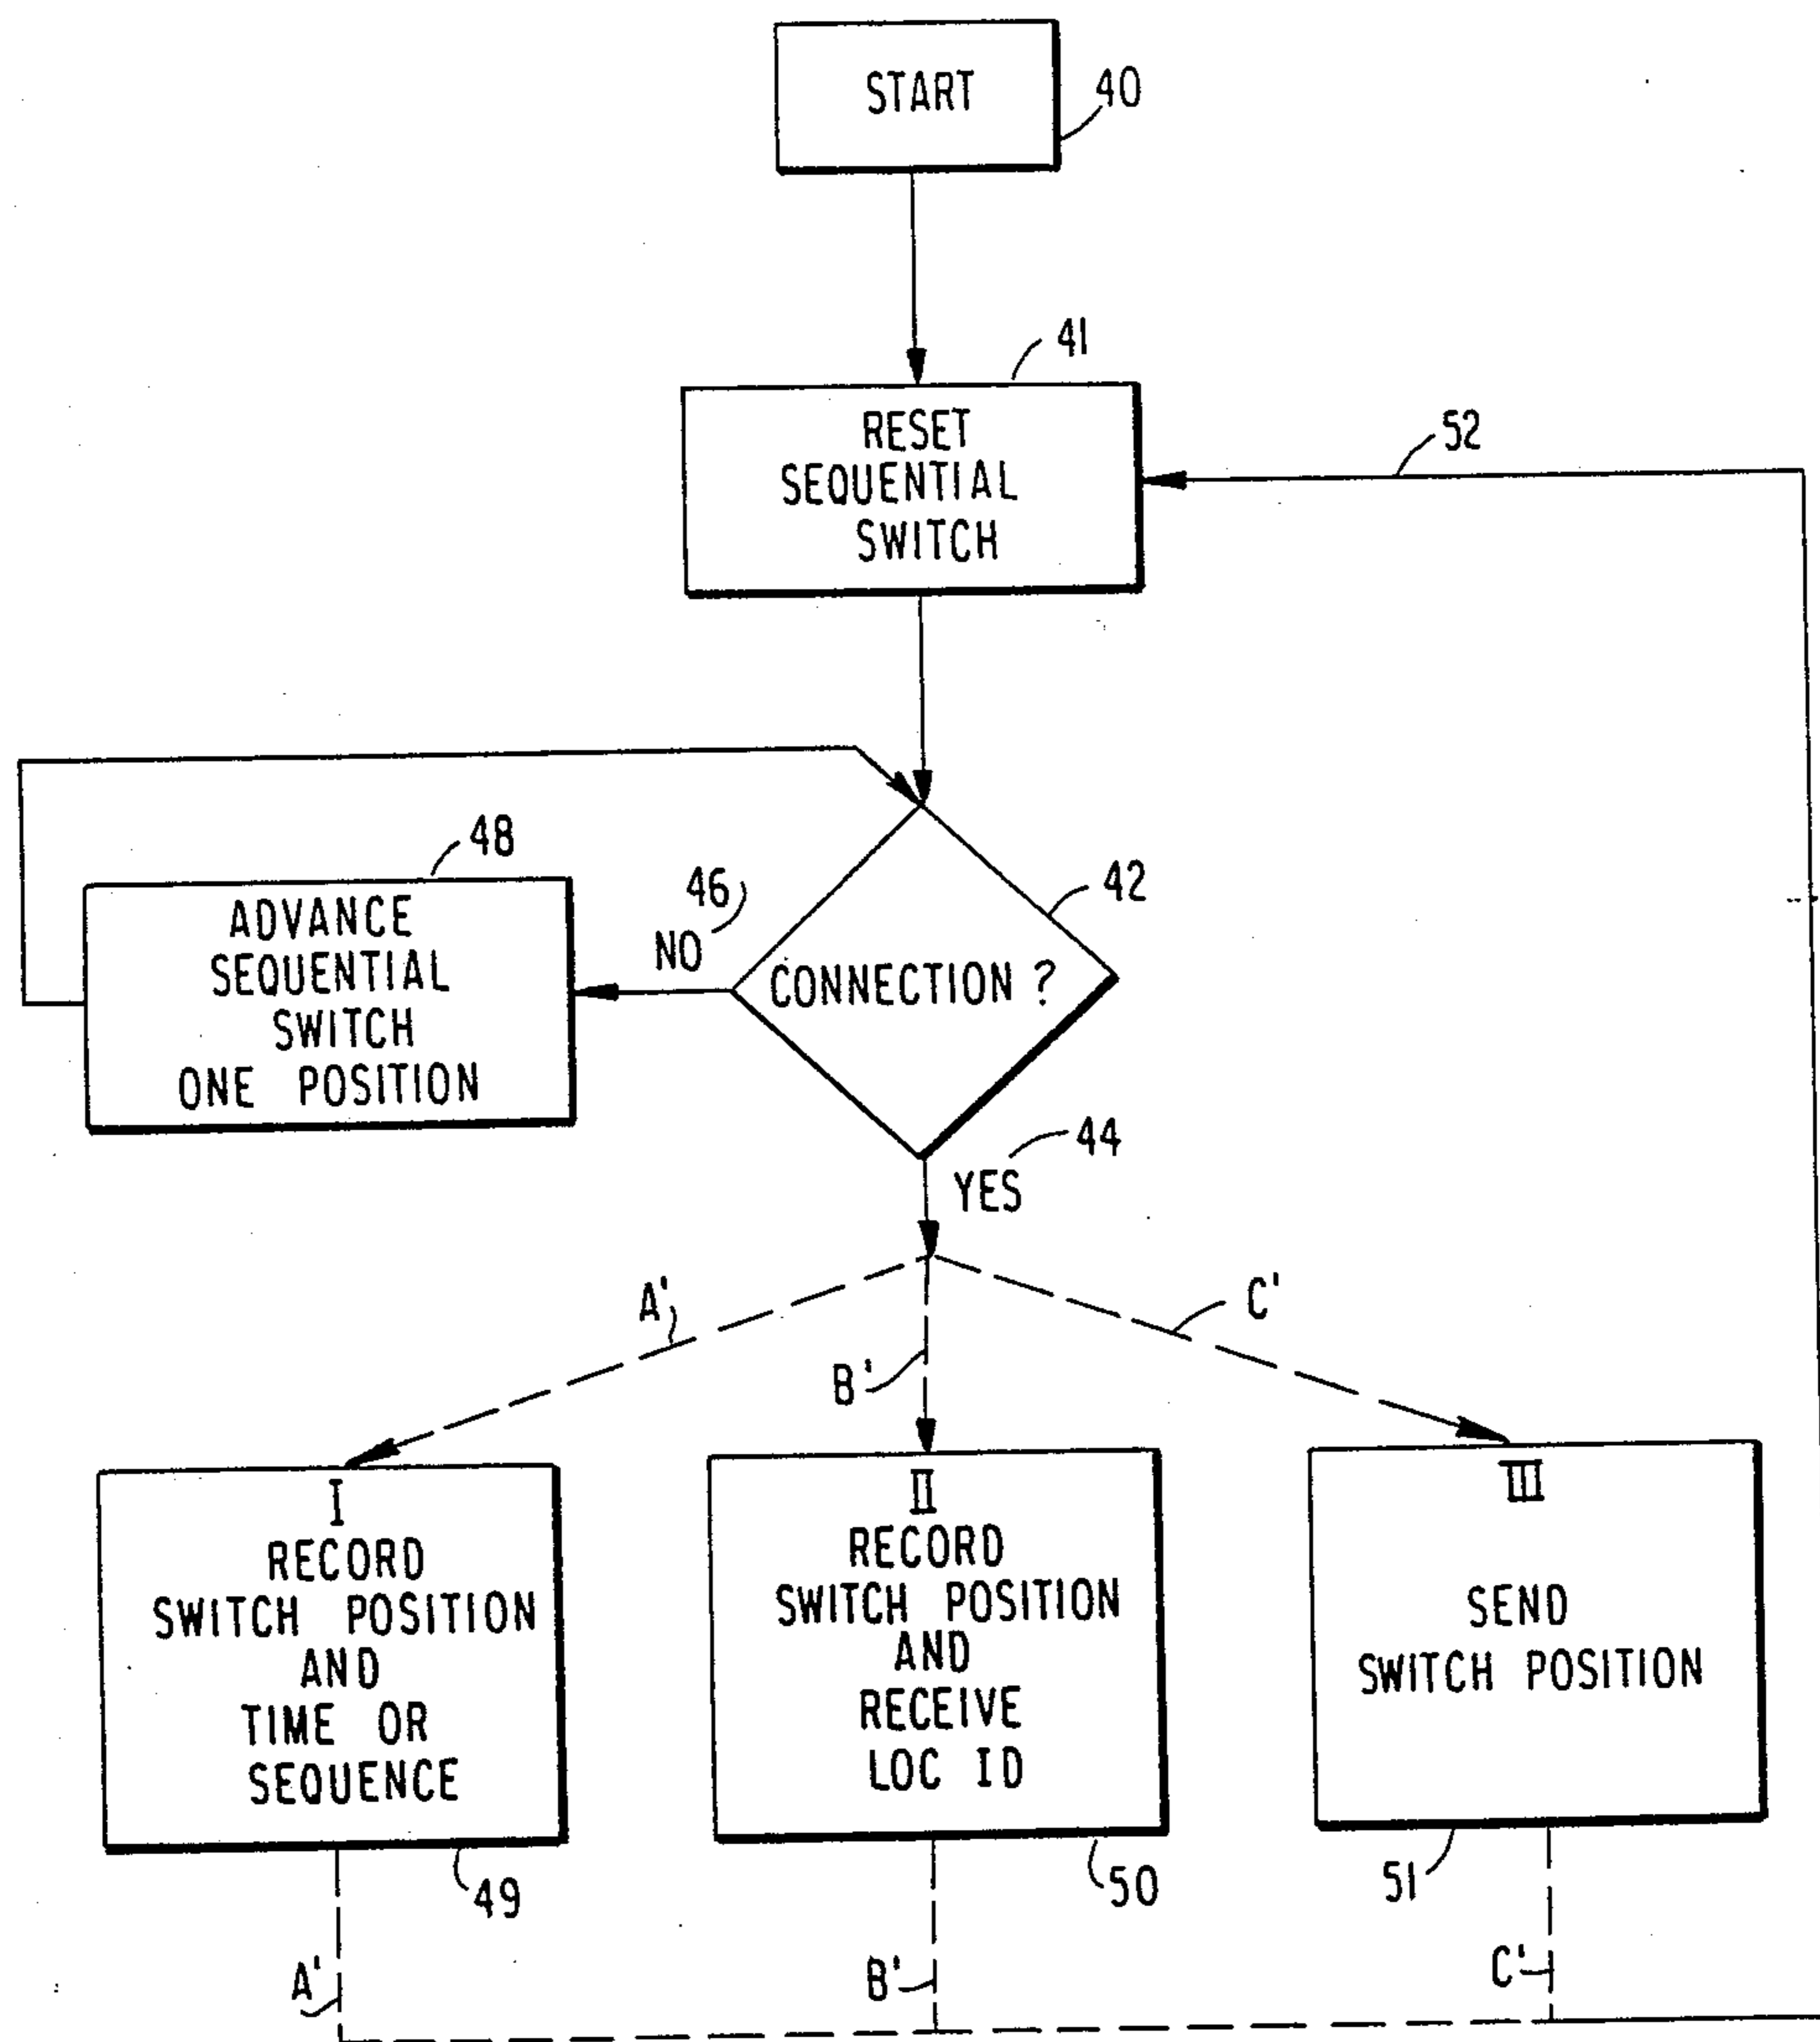 START
40
41
RESET
SEQUENTIAL
SWITCH
52
48
ADVANCE
SEQUENTIAL
SWITCH
ONE POSITION
46
NO
42
CONNECTION ?
44
YES
A'
B'
C'
I
RECORD
SWITCH POSITION
AND
TIME OR
SEQUENCE
II
RECORD
SWITCH POSITION
AND
RECEIVE
LOC ID
III
SEND
SWITCH POSITION
49
50
51
A'
B'
C'